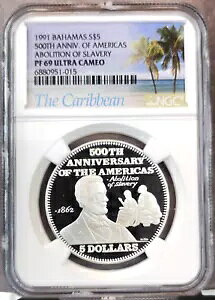 1991 BAHAMAS S$5
500TH ANNIV. OF AMERICAS
ABOLITION OF SLAVERY
PF 69 ULTRA CAMEO
6880951-015
The Caribbean
NGC
500TH
ANNIVERSARY
OF THE AMERICAS
Abolition
of slavery
1862
5 DOLLARS